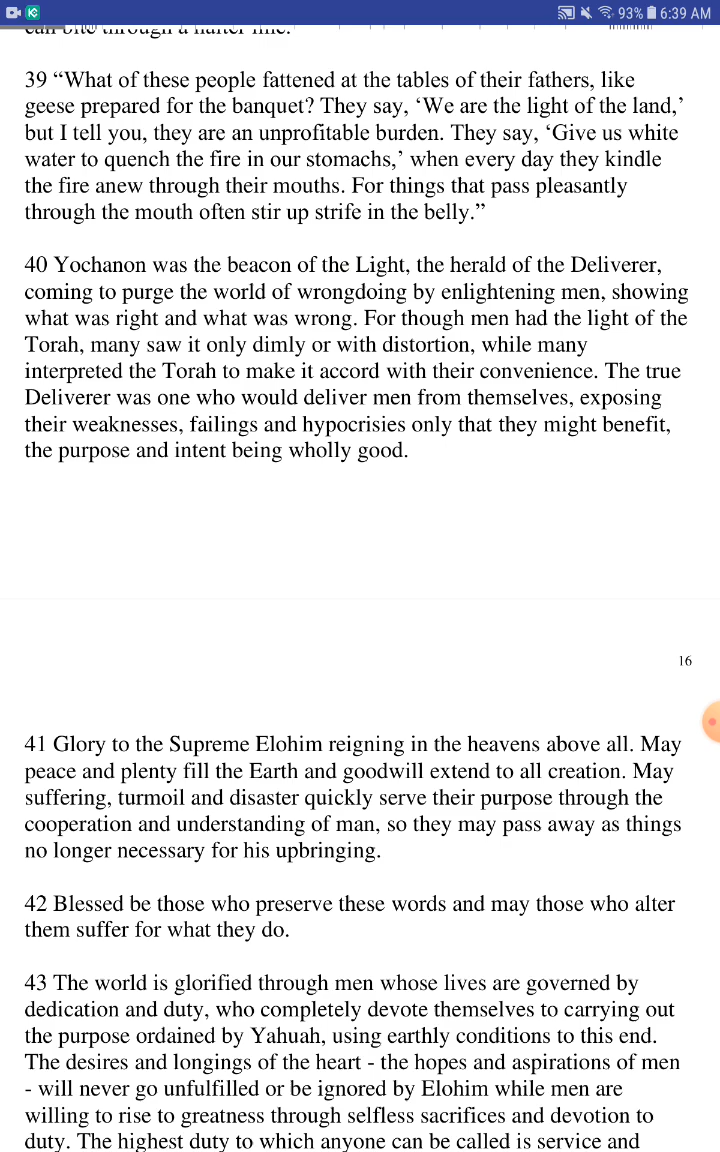 93% 6:39 AM
39 “What of these people fattened at the tables of their fathers, like
geese prepared for the banquet? They say, ‘We are the light of the land,’
but I tell you, they are an unprofitable burden. They say, ‘Give us white
water to quench the fire in our stomachs,’ when every day they kindle
the fire anew through their mouths. For things that pass pleasantly
through the mouth often stir up strife in the belly.”
40 Yochanon was the beacon of the Light, the herald of the Deliverer,
coming to purge the world of wrongdoing by enlightening men, showing
what was right and what was wrong. For though men had the light of the
Torah, many saw it only dimly or with distortion, while many
interpreted the Torah to make it accord with their convenience. The true
Deliverer was one who would deliver men from themselves, exposing
their weaknesses, failings and hypocrisies only that they might benefit,
the purpose and intent being wholly good.
16
41 Glory to the Supreme Elohim reigning in the heavens above all. May
peace and plenty fill the Earth and goodwill extend to all creation. May
suffering, turmoil and disaster quickly serve their purpose through the
cooperation and understanding of man, so they may pass away as things
no longer necessary for his upbringing.
42 Blessed be those who preserve these words and may those who alter
them suffer for what they do.
43 The world is glorified through men whose lives are governed by
dedication and duty, who completely devote themselves to carrying out
the purpose ordained by Yahuah, using earthly conditions to this end.
The desires and longings of the heart - the hopes and aspirations of men
- will never go unfulfilled or be ignored by Elohim while men are
willing to rise to greatness through selfless sacrifices and devotion to
duty. The highest duty to which anyone can be called is service and